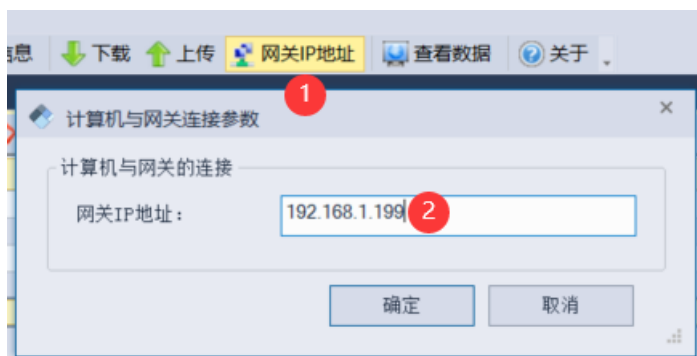 息 下载 上传 网关IP地址 查看数据 关于
1
计算机与网关连接参数
计算机与网关的连接
网关IP地址: 192.168.1.199 2
确定 取消